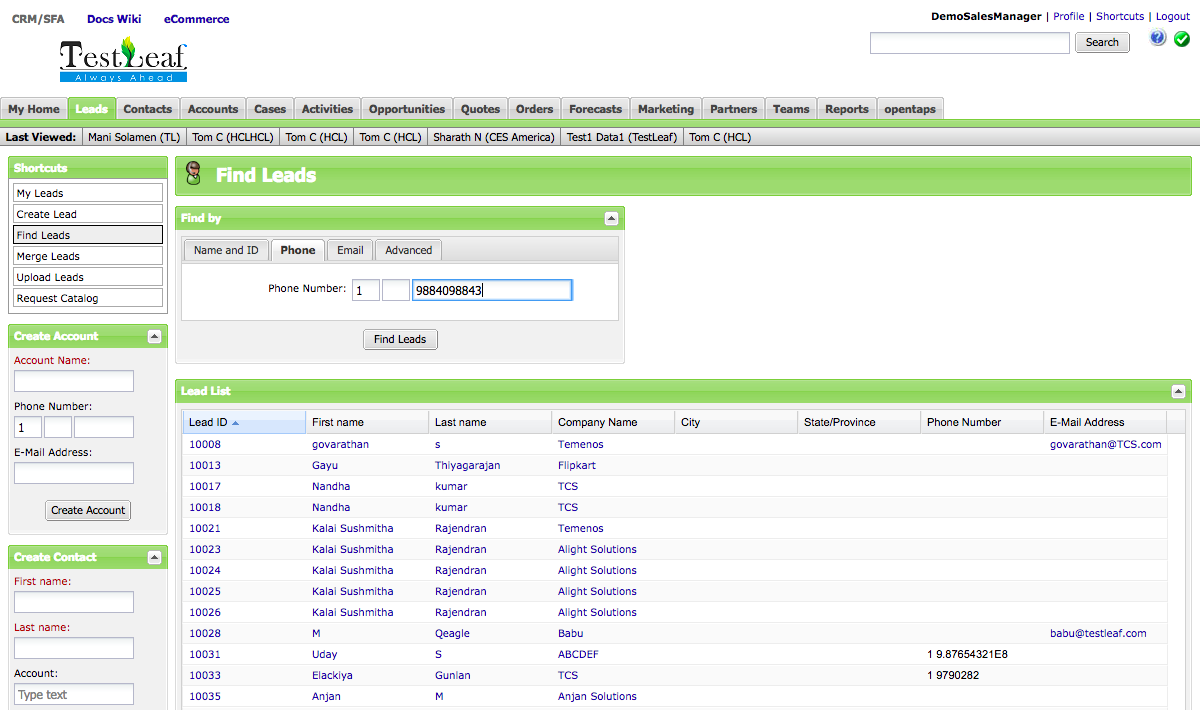 CRM/SFA Docs Wiki eCommerce
DemoSalesManager | Profile | Shortcuts | Logout
TestLeaf
Always Ahead
Search
My Home Leads Contacts Accounts Cases Activities Opportunities Quotes Orders Forecasts Marketing Partners Teams Reports opentaps
Last Viewed: Mani Solamen (TL) Tom C (HCLHCL) Tom C (HCL) Tom C (HCL) Sharath N (CES America) Test1 Data1 (TestLeaf) Tom C (HCL)
Shortcuts
My Leads
Create Lead
Find Leads
Merge Leads
Upload Leads
Request Catalog
Create Account
Account Name:
Phone Number:
1
E-Mail Address:
Create Account
Create Contact
First name:
Last name:
Account:
Type text
Find Leads
Find by
Name and ID Phone Email Advanced
Phone Number: 1 9884098843
Find Leads
Lead List
Lead ID First name Last name Company Name City State/Province Phone Number E-Mail Address
10008 govarathan s Temenos govarathan@TCS.com
10013 Gayu Thiyagarajan Flipkart
10017 Nandha kumar TCS
10018 Nandha kumar TCS
10021 Kalai Sushmitha Rajendran Temenos
10023 Kalai Sushmitha Rajendran Alight Solutions
10024 Kalai Sushmitha Rajendran Alight Solutions
10025 Kalai Sushmitha Rajendran Alight Solutions
10026 Kalai Sushmitha Rajendran Alight Solutions
10028 M Qeagle Babu babu@testleaf.com
10031 Uday S ABCDEF 1 9.87654321E8
10033 Elackiya Gunlan TCS 1 9790282
10035 Anjan M Anjan Solutions